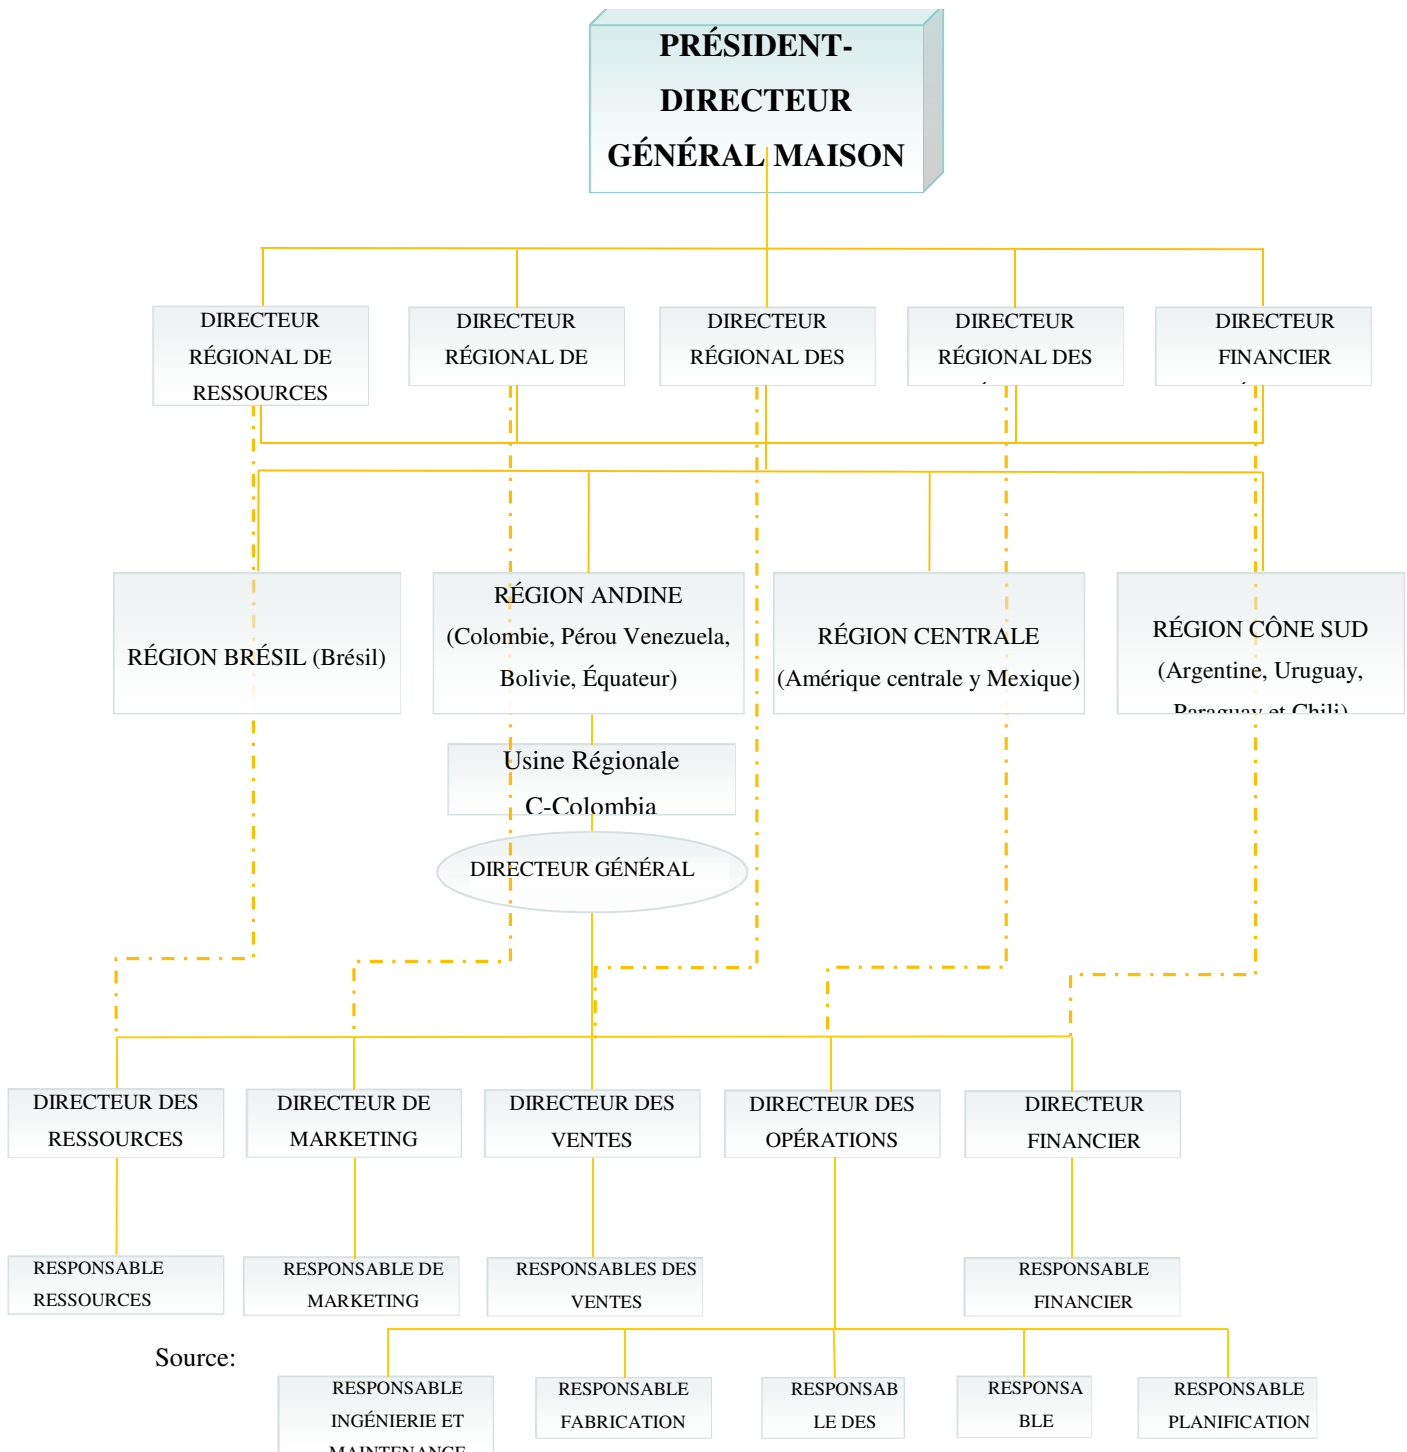 PRÉSIDENT-
DIRECTEUR
GÉNÉRAL MAISON
DIRECTEUR
RÉGIONAL DE
RESSOURCES
DIRECTEUR
RÉGIONAL DE
DIRECTEUR
RÉGIONAL DES
DIRECTEUR
RÉGIONAL DES
DIRECTEUR
FINANCIER
RÉGION BRÉSIL (Brésil)
RÉGION ANDINE
(Colombie, Pérou Venezuela,
Bolivie, Équateur)
RÉGION CENTRALE
(Amérique centrale y Mexique)
RÉGION CÔNE SUD
(Argentine, Uruguay,
Paraguay et Chili)
Usine Régionale
C-Colombia
DIRECTEUR GÉNÉRAL
DIRECTEUR DES
RESSOURCES
DIRECTEUR DE
MARKETING
DIRECTEUR DES
VENTES
DIRECTEUR DES
OPÉRATIONS
DIRECTEUR
FINANCIER
RESPONSABLE
RESSOURCES
RESPONSABLE DE
MARKETING
RESPONSABLES DES
VENTES
RESPONSABLE
FINANCIER
Source:
RESPONSABLE
INGÉNIERIE ET
MAINTENANCE
RESPONSABLE
FABRICATION
RESPONSAB
LE DES
RESPONSA
BLE
RESPONSABLE
PLANIFICATION